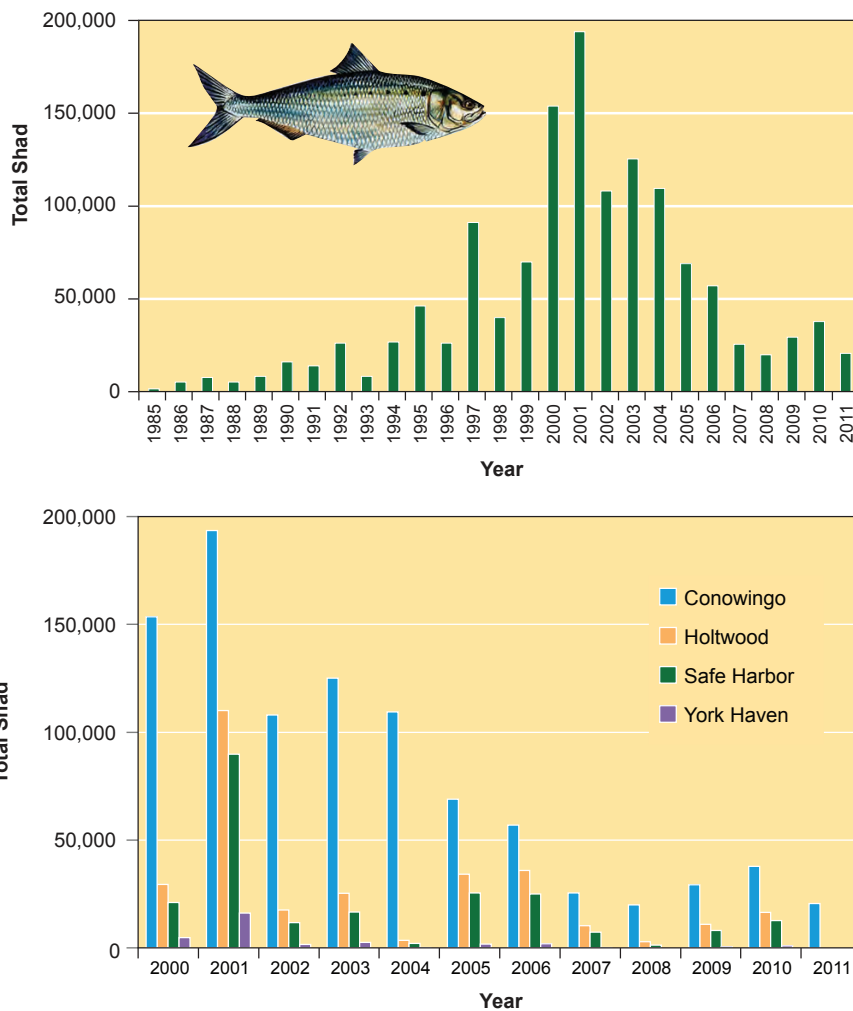 200,000
150,000
100,000
50,000
0
Total Shad
1985 1986 1987 1988 1989 1990 1991 1992 1993 1994 1995 1996 1997 1998 1999 2000 2001 2002 2003 2004 2005 2006 2007 2008 2009 2010 2011
Year
200,000
150,000
100,000
50,000
0
Total Shad
Conowingo
Holtwood
Safe Harbor
York Haven
2000 2001 2002 2003 2004 2005 2006 2007 2008 2009 2010 2011
Year